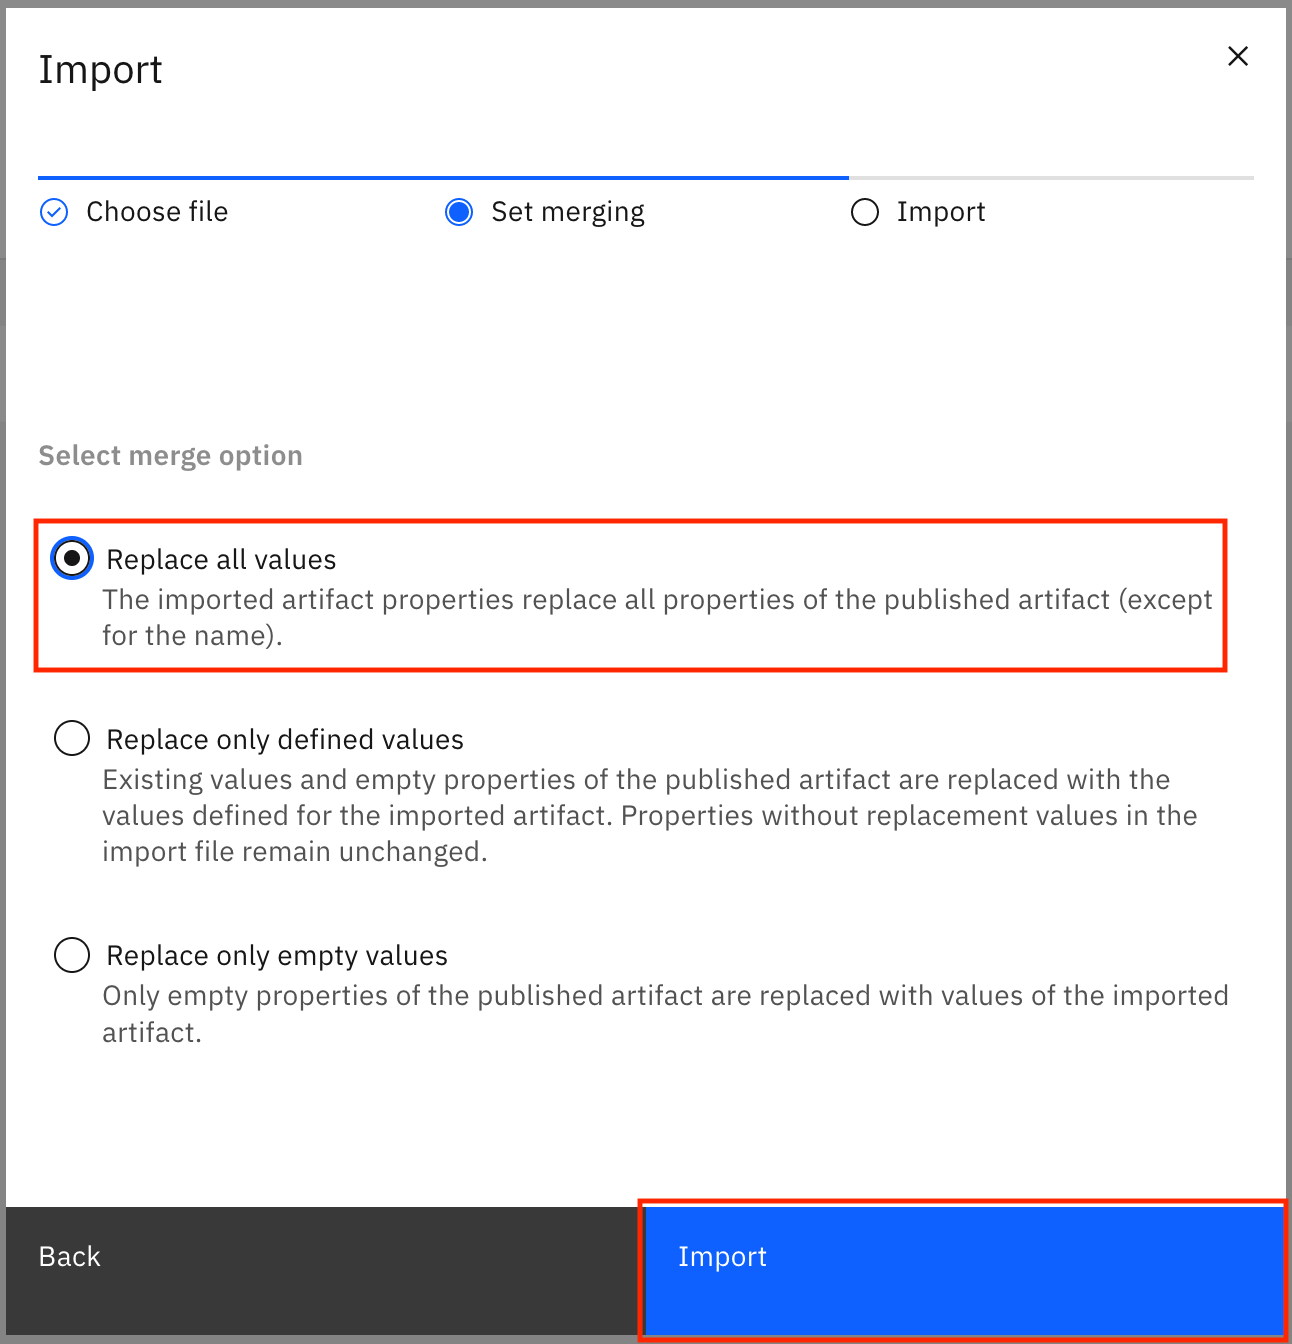 Import
Choose file
Set merging
Import
Select merge option
Replace all values
The imported artifact properties replace all properties of the published artifact (except
for the name).
Replace only defined values
Existing values and empty properties of the published artifact are replaced with the
values defined for the imported artifact. Properties without replacement values in the
import file remain unchanged.
Replace only empty values
Only empty properties of the published artifact are replaced with values of the imported
artifact.
Back
Import